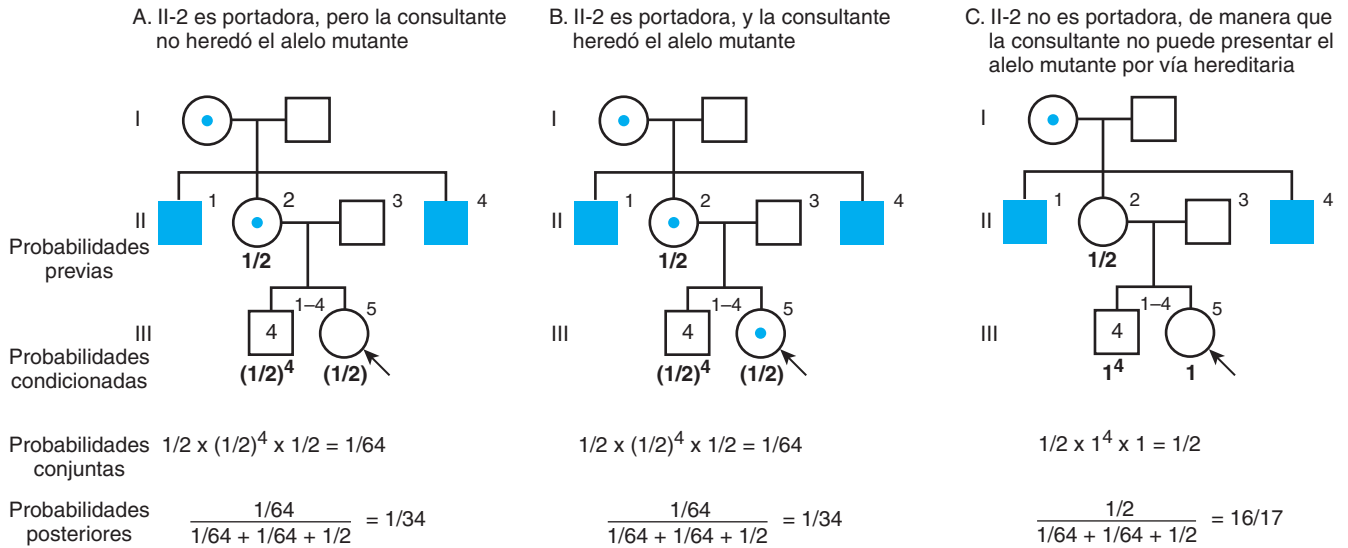 A. II-2 es portadora, pero la consultante
no heredó el alelo mutante
B. II-2 es portadora, y la consultante
heredó el alelo mutante
C. II-2 no es portadora, de manera que
la consultante no puede presentar el
alelo mutante por vía hereditaria
I
I
I
II
1
2
3
4
1/2
II
1
2
3
4
1/2
II
1
2
3
4
1/2
Probabilidades
previas
III
1–4
5
4
(1/2)^4 (1/2)
III
1–4
5
4
(1/2)^4 (1/2)
III
1–4
5
4
1^4 1
Probabilidades
condicionadas
Probabilidades
conjuntas
1/2 x (1/2)^4 x 1/2 = 1/64
1/2 x (1/2)^4 x 1/2 = 1/64
1/2 x 1^4 x 1 = 1/2
Probabilidades
posteriores
1/64
1/64 + 1/64 + 1/2
= 1/34
1/64
1/64 + 1/64 + 1/2
= 1/34
1/2
1/64 + 1/64 + 1/2
= 16/17